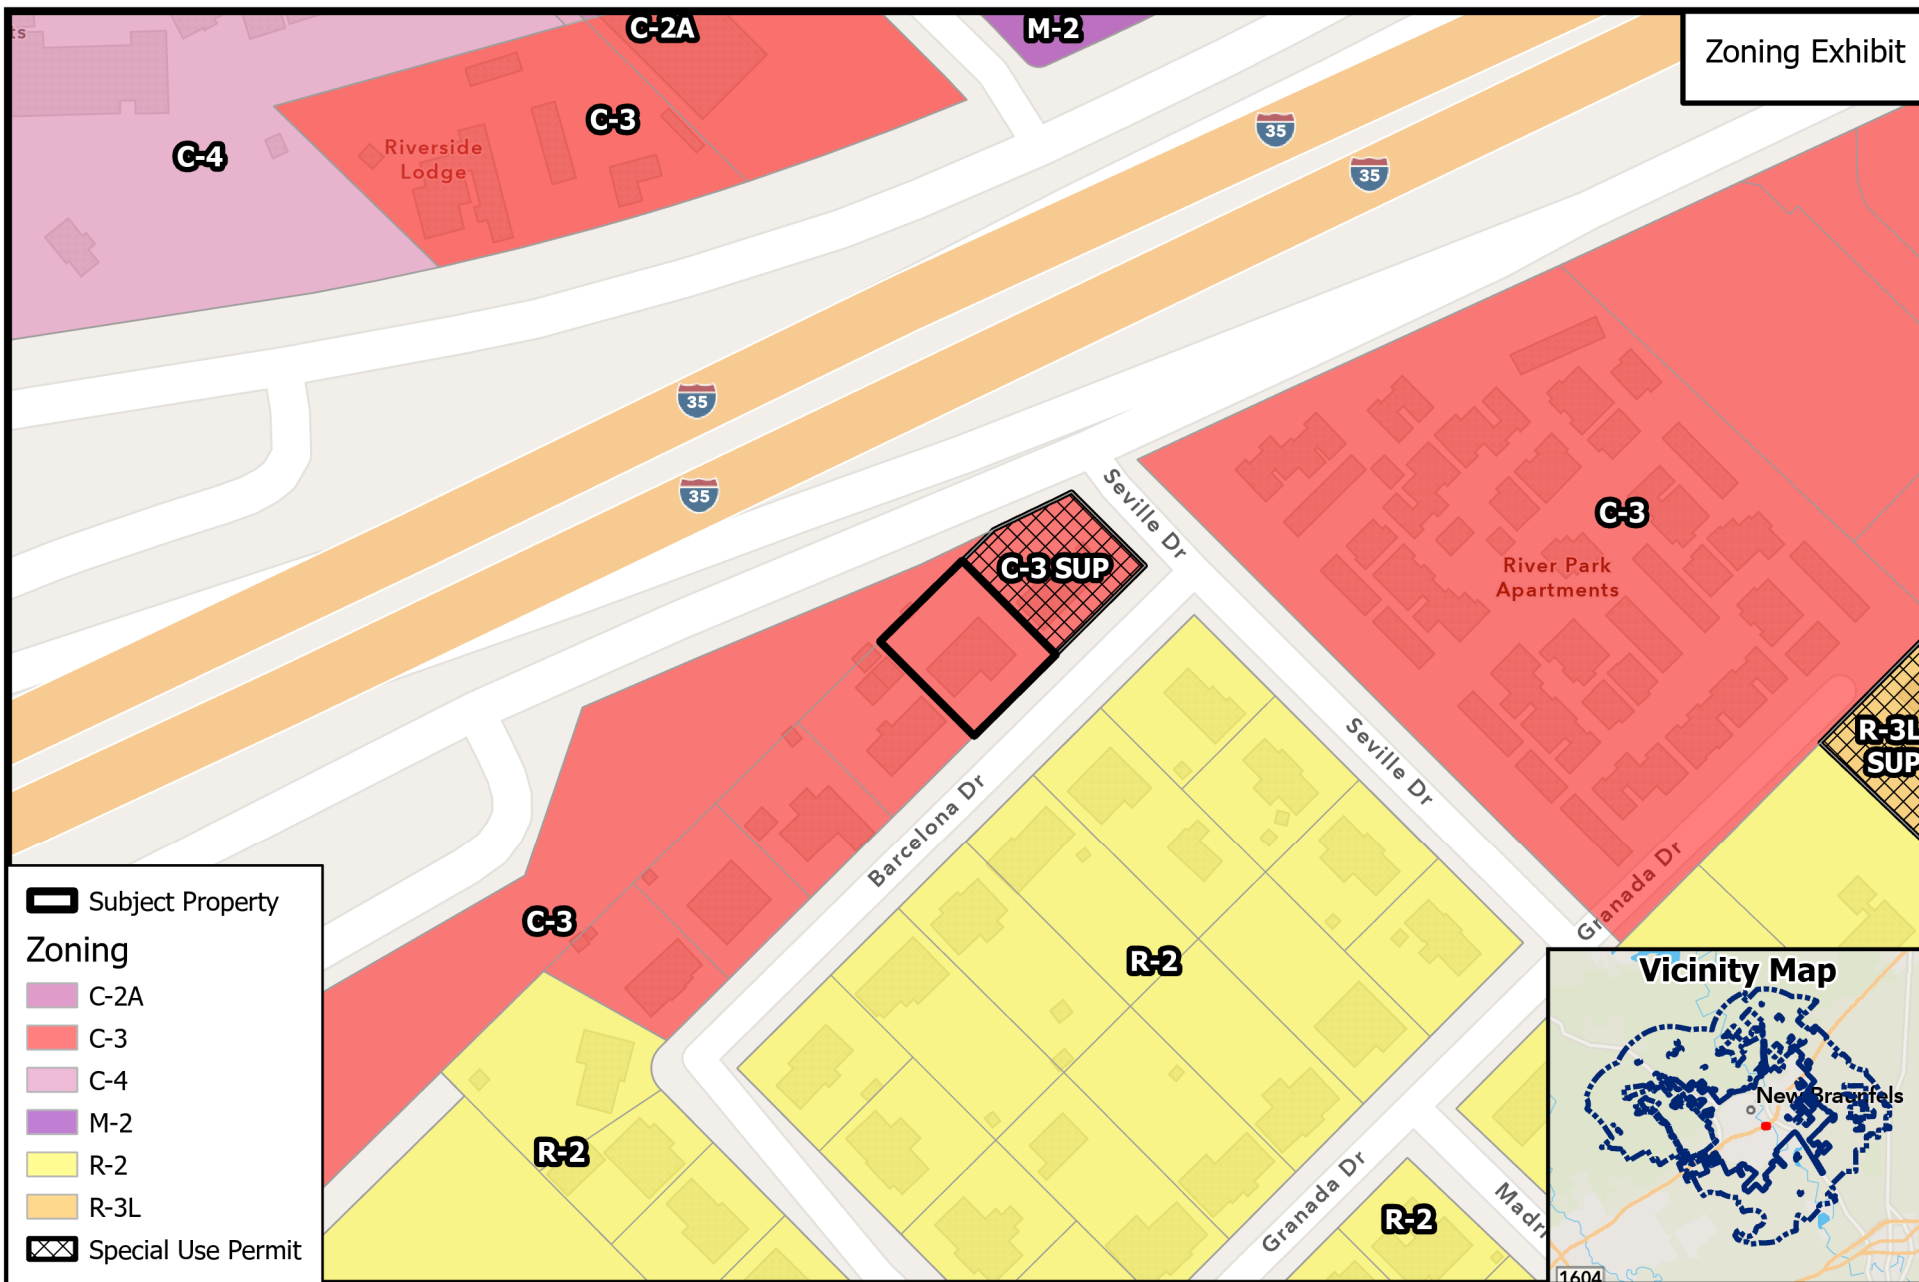 Zoning Exhibit
ts
C-2A
M-2
C-3
C-4
Riverside
Lodge
35
35
35
35
C-3
River Park
Apartments
Seville Dr
C-3 SUP
R-3L
SUP
Seville Dr
Barcelona Dr
Granada Dr
C-3
R-2
R-2
Granada Dr
R-2
Madri
Subject Property
Zoning
C-2A
C-3
C-4
M-2
R-2
R-3L
Special Use Permit
Vicinity Map
New Braunfels
1604